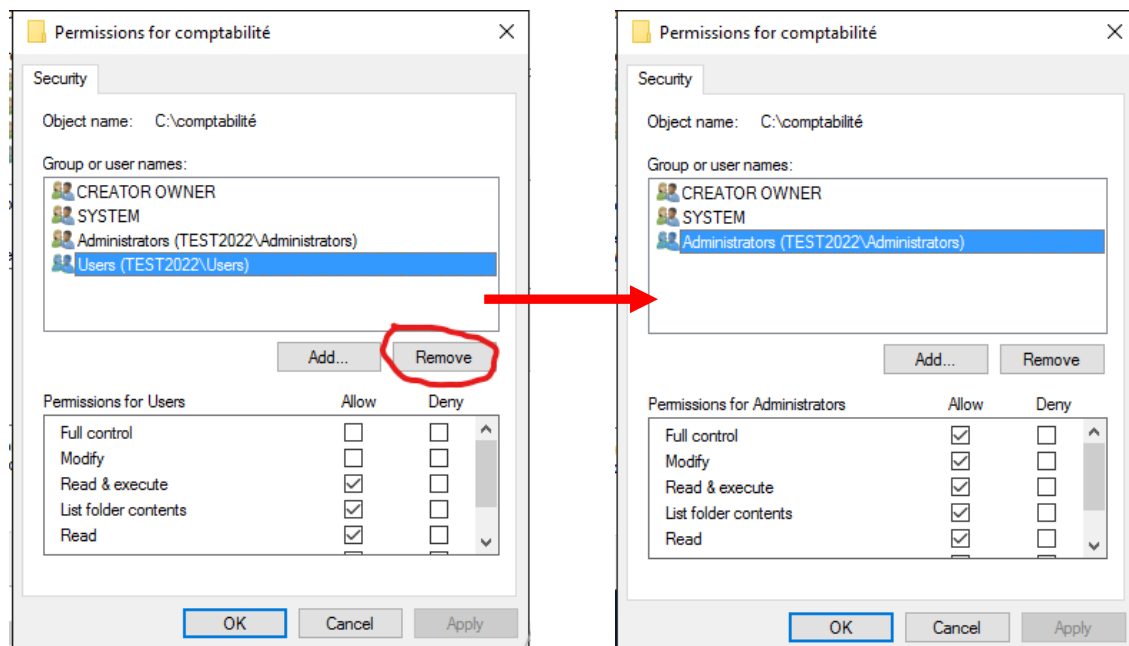 Permissions for comptabilité
Security
Object name: C:\comptabilité
Group or user names:
CREATOR OWNER
SYSTEM
Administrators (TEST2022\Administrators)
Users (TEST2022\Users)
Add... Remove
Permissions for Users Allow Deny
Full control
Modify
Read & execute
List folder contents
Read
OK Cancel Apply
Permissions for comptabilité
Security
Object name: C:\comptabilité
Group or user names:
CREATOR OWNER
SYSTEM
Administrators (TEST2022\Administrators)
Add... Remove
Permissions for Administrators Allow Deny
Full control
Modify
Read & execute
List folder contents
Read
OK Cancel Apply